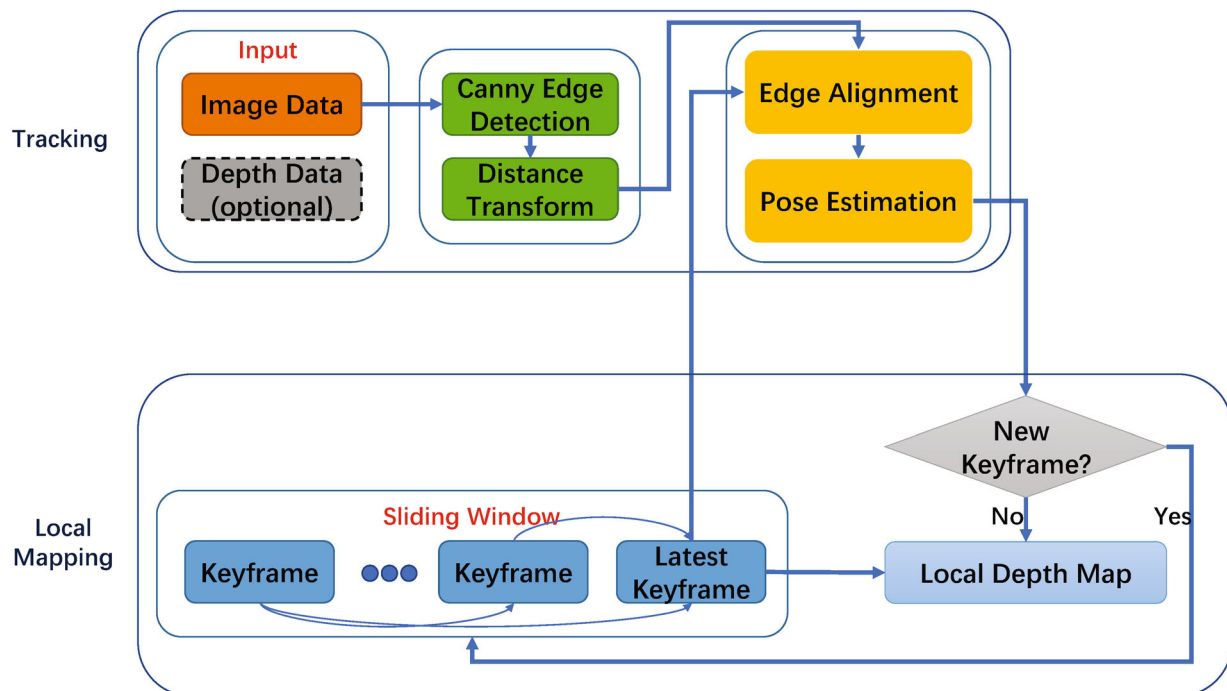 Tracking
Input
Image Data
Depth Data
(optional)
Canny Edge
Detection
Distance
Transform
Edge Alignment
Pose Estimation
Local
Mapping
New
Keyframe?
No
Yes
Sliding Window
Keyframe
Keyframe
Latest
Keyframe
Local Depth Map